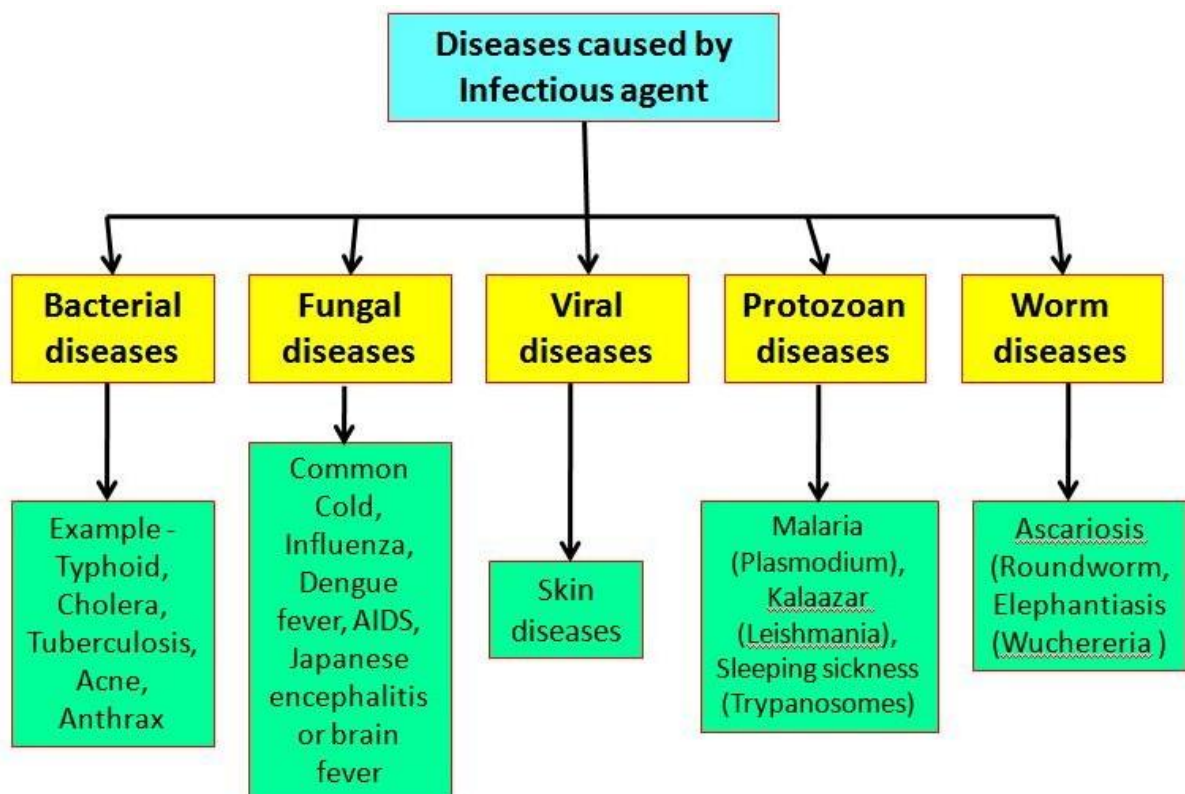 Diseases caused by
Infectious agent
Bacterial
diseases
Fungal
diseases
Viral
diseases
Protozoan
diseases
Worm
diseases
Example -
Typhoid,
Cholera,
Tuberculosis,
Acne,
Anthrax
Common
Cold,
Influenza,
Dengue
fever, AIDS,
Japanese
encephalitis
or brain
fever
Skin
diseases
Malaria
(Plasmodium),
Kalaazar
(Leishmania),
Sleeping sickness
(Trypanosomes)
Ascariosis
(Roundworm,
Elephantiasis
(Wuchereria )